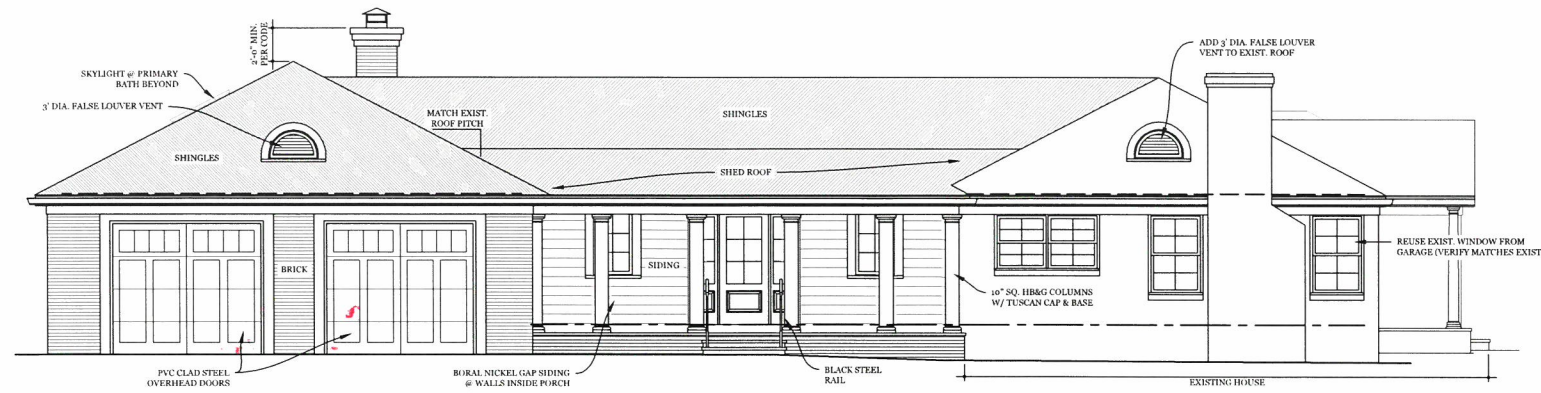 2'-0" MIN.
PER CODE
SKYLIGHT @ PRIMARY
BATH BEYOND
3' DIA. FALSE LOUVER VENT
SHINGLES
MATCH EXIST.
ROOF PITCH
SHINGLES
SHED ROOF
ADD 3' DIA. FALSE LOUVER
VENT TO EXIST. ROOF
BRICK
SIDING
REUSE EXIST. WINDOW FROM
GARAGE (VERIFY MATCHES EXIST
10" SQ. HB&G COLUMNS
W/ TUSCAN CAP & BASE
PVC CLAD STEEL
OVERHEAD DOORS
BORAL NICKEL GAP SIDING
@ WALLS INSIDE PORCH
BLACK STEEL
RAIL
EXISTING HOUSE